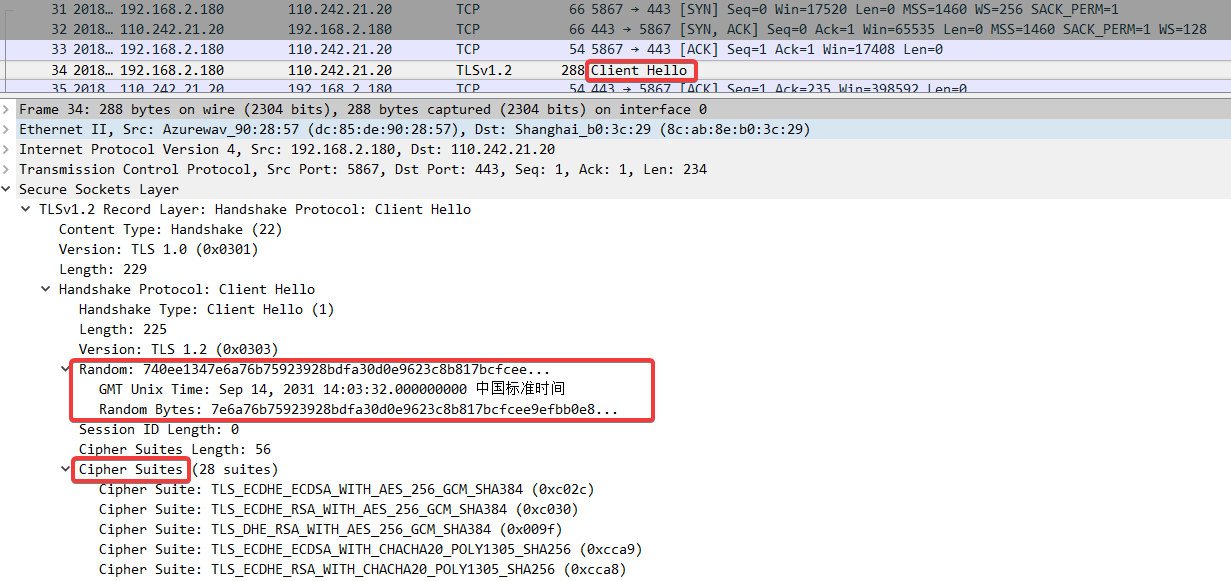 31 2018… 192.168.2.180 110.242.21.20 TCP 66 5867 → 443 [SYN] Seq=0 Win=17520 Len=0 MSS=1460 WS=256 SACK_PERM=1
32 2018… 110.242.21.20 192.168.2.180 TCP 66 443 → 5867 [SYN, ACK] Seq=0 Ack=1 Win=65535 Len=0 MSS=1460 SACK_PERM=1 WS=128
33 2018… 192.168.2.180 110.242.21.20 TCP 54 5867 → 443 [ACK] Seq=1 Ack=1 Win=17408 Len=0
34 2018… 192.168.2.180 110.242.21.20 TLSv1.2 288 Client Hello
35 2018… 110.242.21.20 192.168.2.180 TCP 54 443 → 5867 [ACK] Seq=1 Ack=235 Win=398592 Len=0
Frame 34: 288 bytes on wire (2304 bits), 288 bytes captured (2304 bits) on interface 0
Ethernet II, Src: Azurewav_90:28:57 (dc:85:de:90:28:57), Dst: Shanghai_b0:3c:29 (8c:ab:8e:b0:3c:29)
Internet Protocol Version 4, Src: 192.168.2.180, Dst: 110.242.21.20
Transmission Control Protocol, Src Port: 5867, Dst Port: 443, Seq: 1, Ack: 1, Len: 234
Secure Sockets Layer
TLSv1.2 Record Layer: Handshake Protocol: Client Hello
Content Type: Handshake (22)
Version: TLS 1.0 (0x0301)
Length: 229
Handshake Protocol: Client Hello
Handshake Type: Client Hello (1)
Length: 225
Version: TLS 1.2 (0x0303)
Random: 740ee1347e6a76b75923928bdfa30d0e9623c8b817bcfcee...
GMT Unix Time: Sep 14, 2031 14:03:32.000000000 中国标准时间
Random Bytes: 7e6a76b75923928bdfa30d0e9623c8b817bcfcee9efbb0e8...
Session ID Length: 0
Cipher Suites Length: 56
Cipher Suites (28 suites)
Cipher Suite: TLS_ECDHE_ECDSA_WITH_AES_256_GCM_SHA384 (0xc02c)
Cipher Suite: TLS_ECDHE_RSA_WITH_AES_256_GCM_SHA384 (0xc030)
Cipher Suite: TLS_DHE_RSA_WITH_AES_256_GCM_SHA384 (0x009f)
Cipher Suite: TLS_ECDHE_ECDSA_WITH_CHACHA20_POLY1305_SHA256 (0xcca9)
Cipher Suite: TLS_ECDHE_RSA_WITH_CHACHA20_POLY1305_SHA256 (0xcca8)